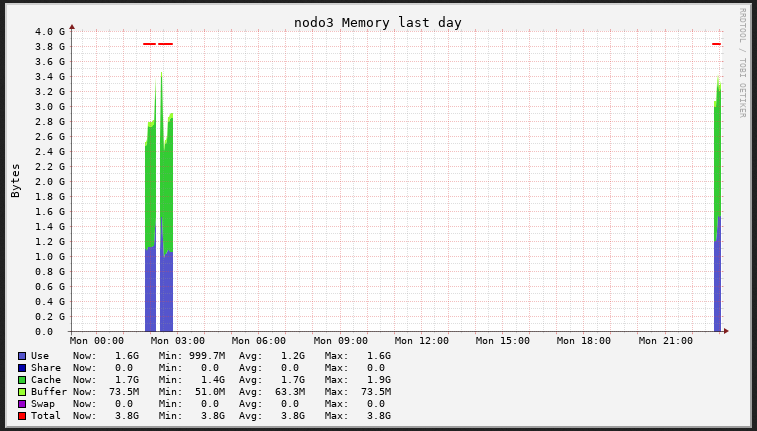 nodo3 Memory last day
RRDTOOL / TOBI OETIKER
Bytes
4.0 G
3.8 G
3.6 G
3.4 G
3.2 G
3.0 G
2.8 G
2.6 G
2.4 G
2.2 G
2.0 G
1.8 G
1.6 G
1.4 G
1.2 G
1.0 G
0.8 G
0.6 G
0.4 G
0.2 G
0.0
Mon 00:00 Mon 03:00 Mon 06:00 Mon 09:00 Mon 12:00 Mon 15:00 Mon 18:00 Mon 21:00
Use Now: 1.6G Min: 999.7M Avg: 1.2G Max: 1.6G
Share Now: 0.0 Min: 0.0 Avg: 0.0 Max: 0.0
Cache Now: 1.7G Min: 1.4G Avg: 1.7G Max: 1.9G
Buffer Now: 73.5M Min: 51.0M Avg: 63.3M Max: 73.5M
Swap Now: 0.0 Min: 0.0 Avg: 0.0 Max: 0.0
Total Now: 3.8G Min: 3.8G Avg: 3.8G Max: 3.8G